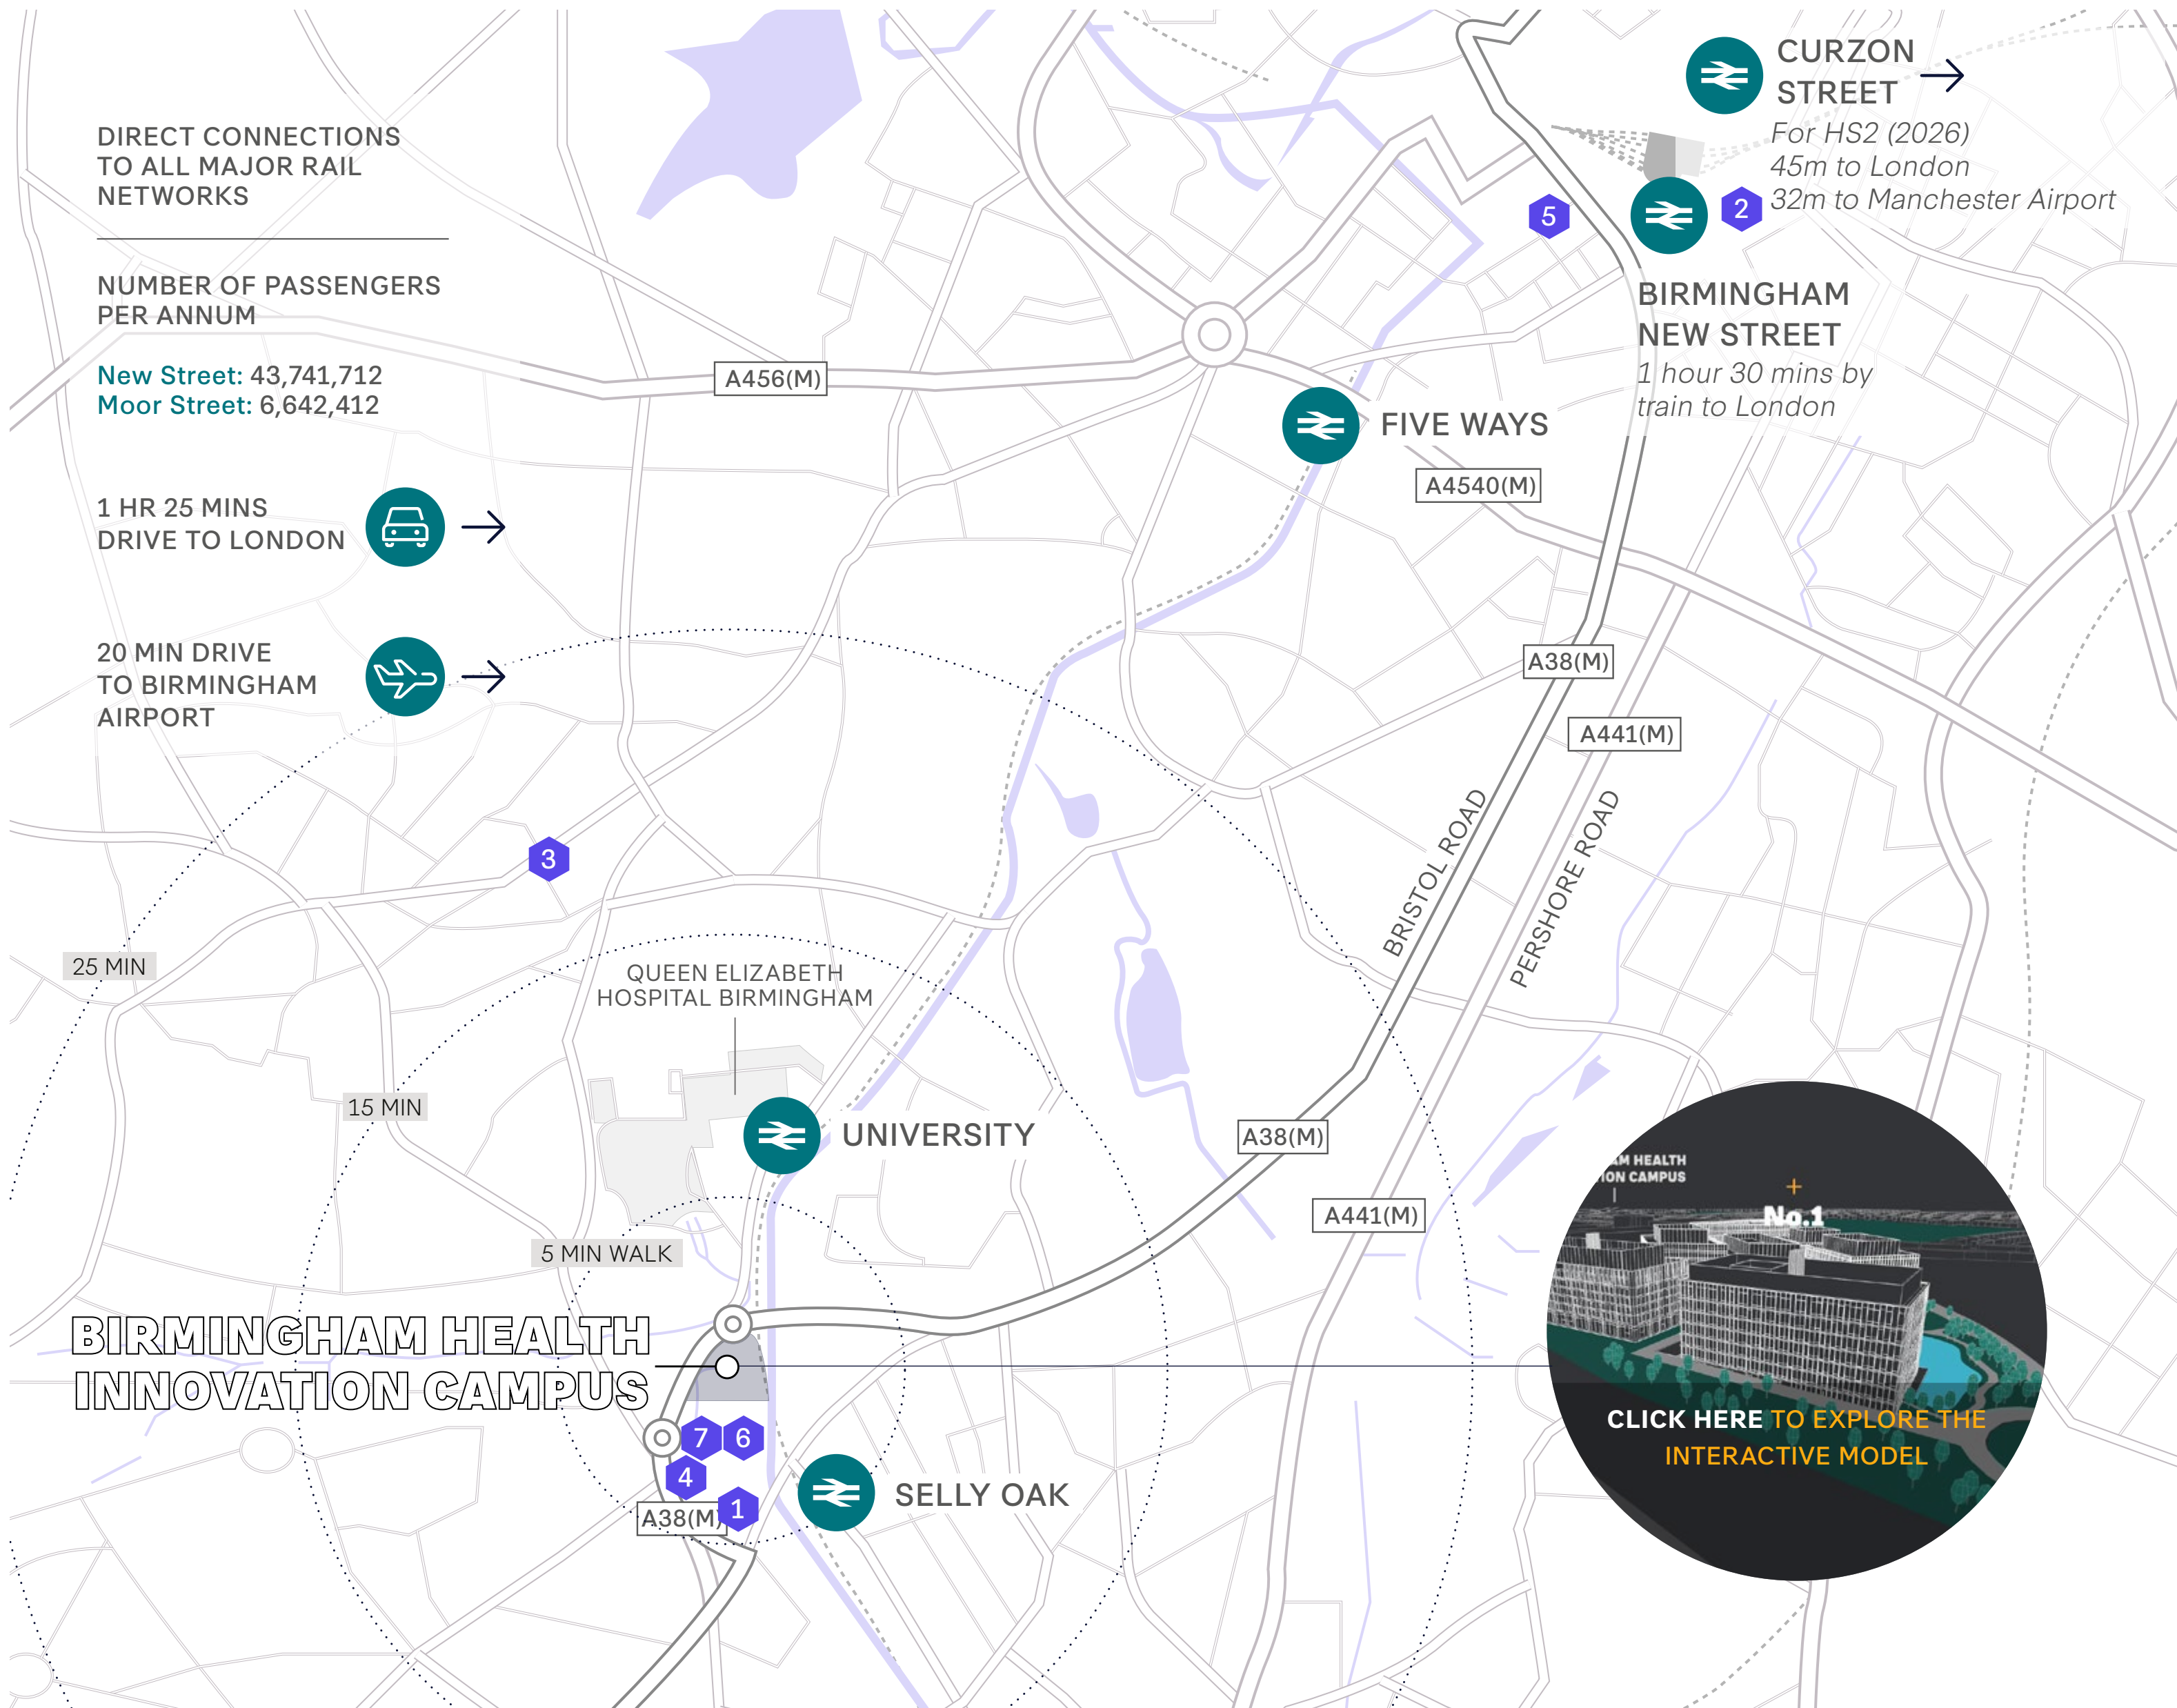 CURZON
STREET
For HS2 (2026)
45m to London
32m to Manchester Airport
DIRECT CONNECTIONS
TO ALL MAJOR RAIL
NETWORKS
5
2
NUMBER OF PASSENGERS
PER ANNUM
New Street: 43,741,712
Moor Street: 6,642,412
BIRMINGHAM
NEW STREET
1 hour 30 mins by
train to London
A456(M)
FIVE WAYS
A4540(M)
1 HR 25 MINS
DRIVE TO LONDON
20 MIN DRIVE
TO BIRMINGHAM
AIRPORT
A38(M)
A441(M)
BRISTOL ROAD
PERSHORE ROAD
3
25 MIN
QUEEN ELIZABETH
HOSPITAL BIRMINGHAM
15 MIN
UNIVERSITY
A38(M)
A441(M)
5 MIN WALK
BIRMINGHAM HEALTH
INNOVATION CAMPUS
AM HEALTH
ION CAMPUS
No.1
CLICK HERE TO EXPLORE THE
INTERACTIVE MODEL
7
6
4
1
A38(M)
SELLY OAK